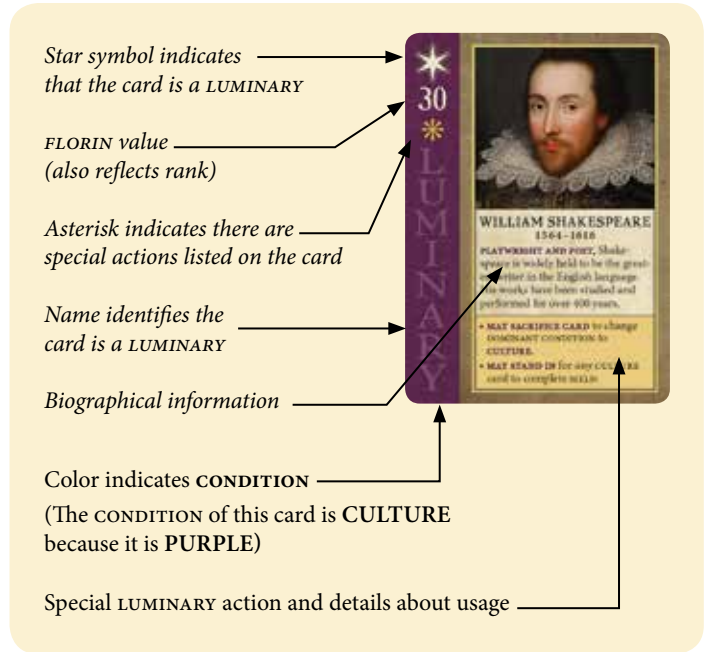 Star symbol indicates
that the card is a LUMINARY
FLORIN value
(also reflects rank)
Asterisk indicates there are
special actions listed on the card
Name identifies the
card is a LUMINARY
Biographical information
Color indicates CONDITION
(The CONDITION of this card is CULTURE
because it is PURPLE)
Special LUMINARY action and details about usage
30
LUMINARY
WILLIAM SHAKESPEARE
1564–1616
PLAYWRIGHT AND POET, Shake-
speare is widely held to be the great-
writer in the English language
works have been studied and
performed for over 400 years.
• MAY SACRIFICE CARD to change
DOMINANT CONDITION to
CULTURE.
• MAY STAND IN for any CULTURE
card to complete